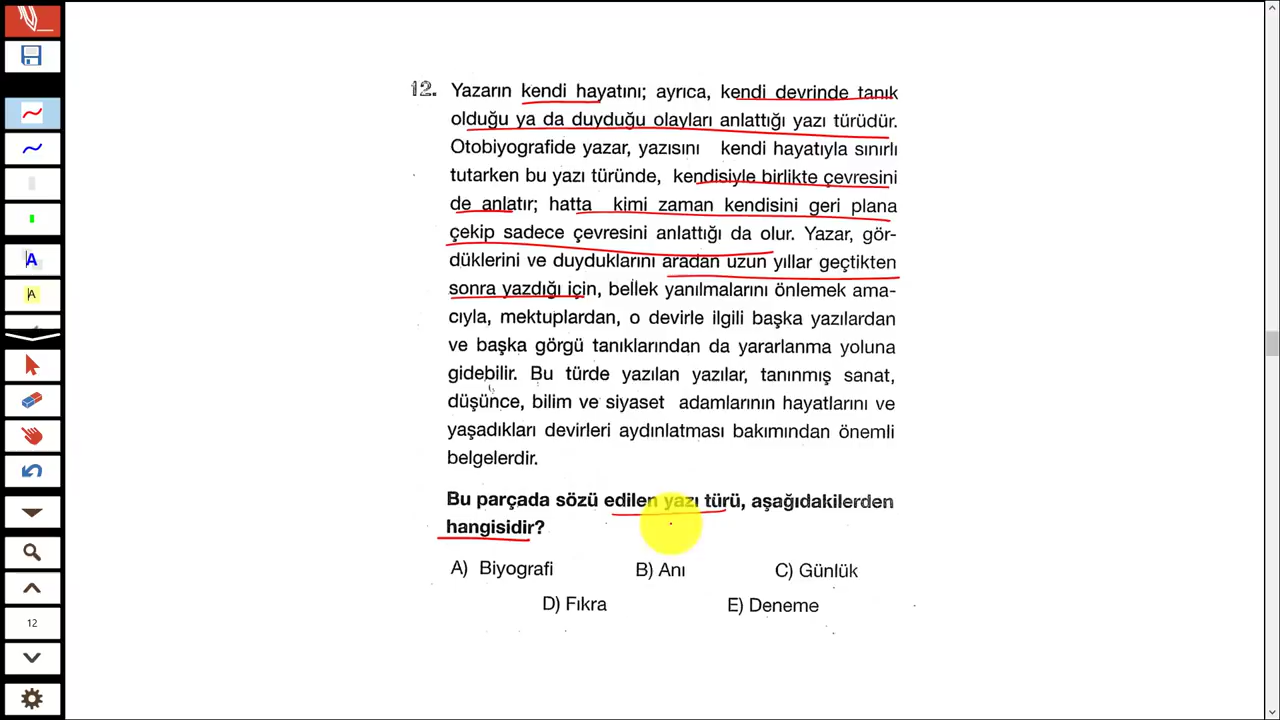 12. Yazarın kendi hayatını; ayrıca, kendi devrinde tanık
olduğu ya da duyduğu olayları anlattığı yazı türüdür.
Otobiyografide yazar, yazısını kendi hayatıyla sınırlı
tutarken bu yazı türünde, kendisiyle birlikte çevresini
de anlatır; hatta kimi zaman kendisini geri plana
çekip sadece çevresini anlattığı da olur. Yazar, gör-
düklerini ve duyduklarını aradan uzun yıllar geçtikten
sonra yazdığı için, bellek yanılmalarını önlemek ama-
cıyla, mektuplardan, o devirle ilgili başka yazılardan
ve başka görgü tanıklarından da yararlanma yoluna
gidebilir. Bu türde yazılan yazılar, tanınmış sanat,
düşünce, bilim ve siyaset adamlarının hayatlarını ve
yaşadıkları devirleri aydınlatması bakımından önemli
belgelerdir.
Bu parçada sözü edilen yazı türü, aşağıdakilerden
hangisidir?
A) Biyografi B) Anı C) Günlük
D) Fıkra E) Deneme
A
A
12